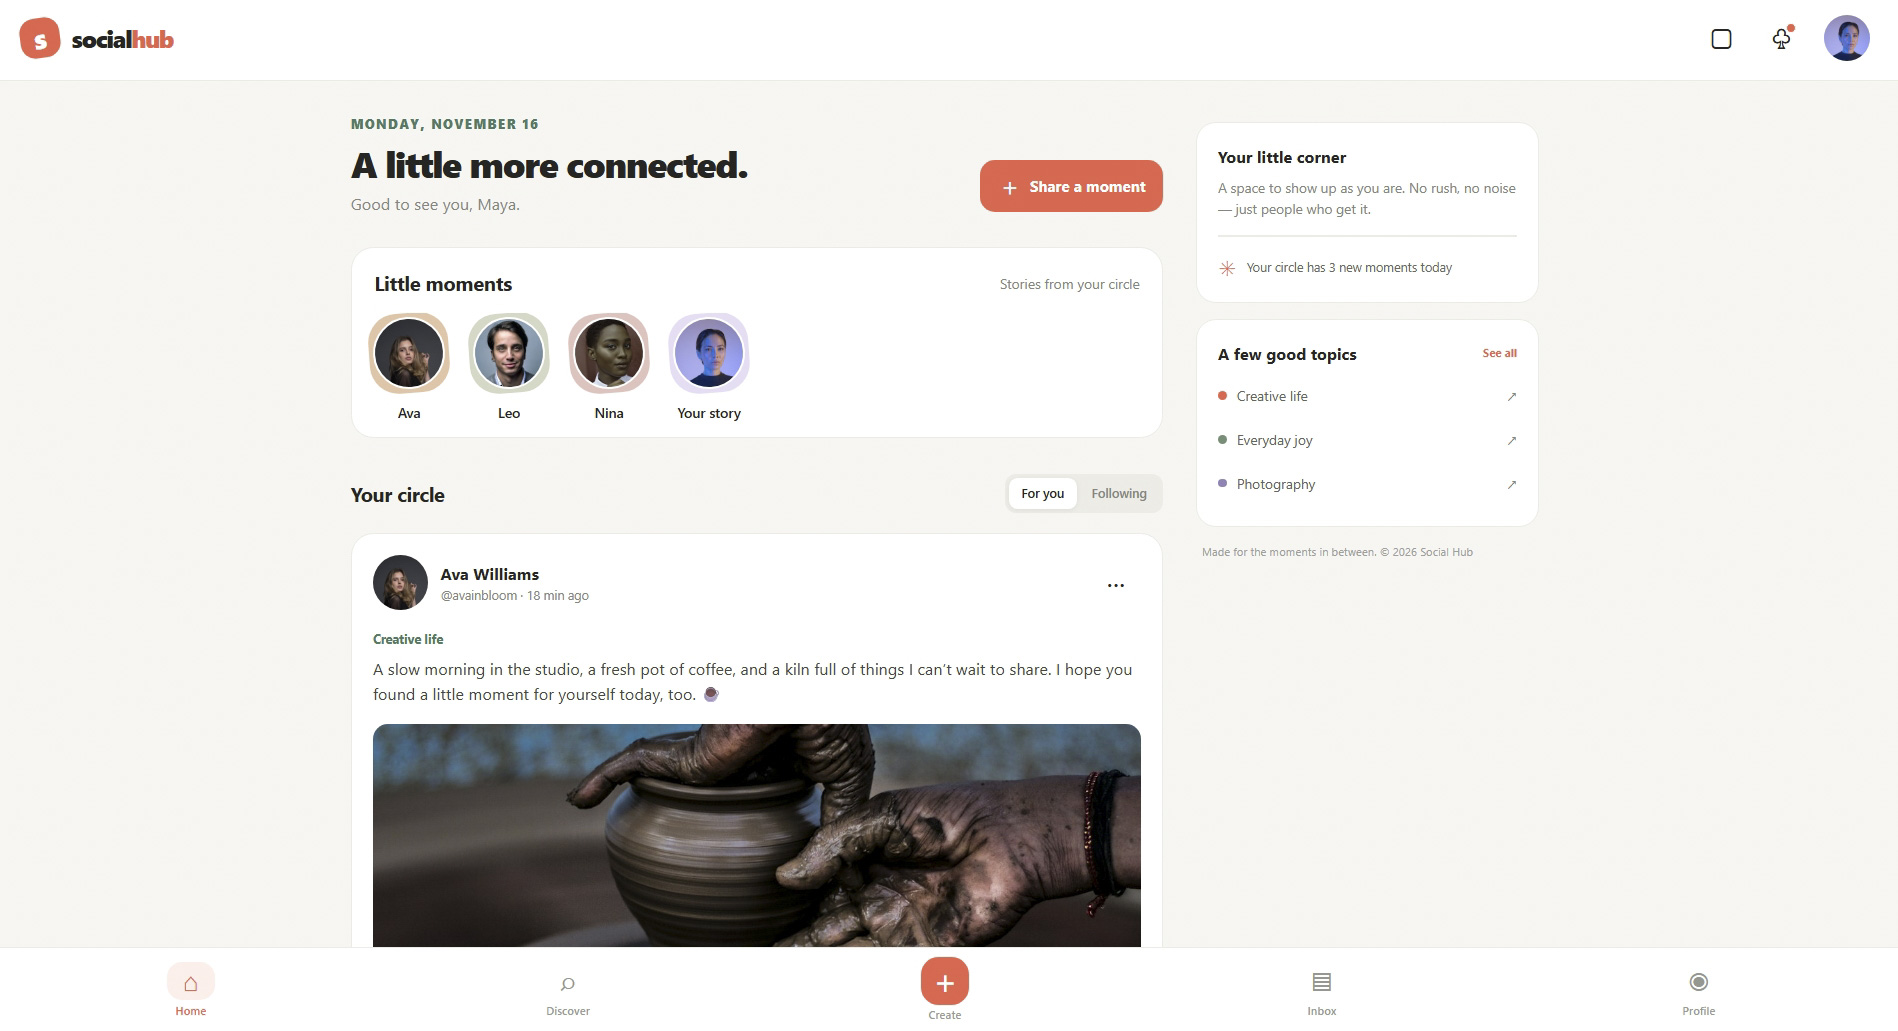 s
socialhub
MONDAY, NOVEMBER 16
A little more connected.
Good to see you, Maya.
+ Share a moment
Little moments
Stories from your circle
Ava
Leo
Nina
Your story
Your circle
For you
Following
Ava Williams
@avainbloom · 18 min ago
...
Creative life
A slow morning in the studio, a fresh pot of coffee, and a kiln full of things I can't wait to share. I hope you
found a little moment for yourself today, too.
Your little corner
A space to show up as you are. No rush, no noise
— just people who get it.
Your circle has 3 new moments today
A few good topics
See all
Creative life
Everyday joy
Photography
Made for the moments in between. © 2026 Social Hub
Home
Discover
Create
Inbox
Profile